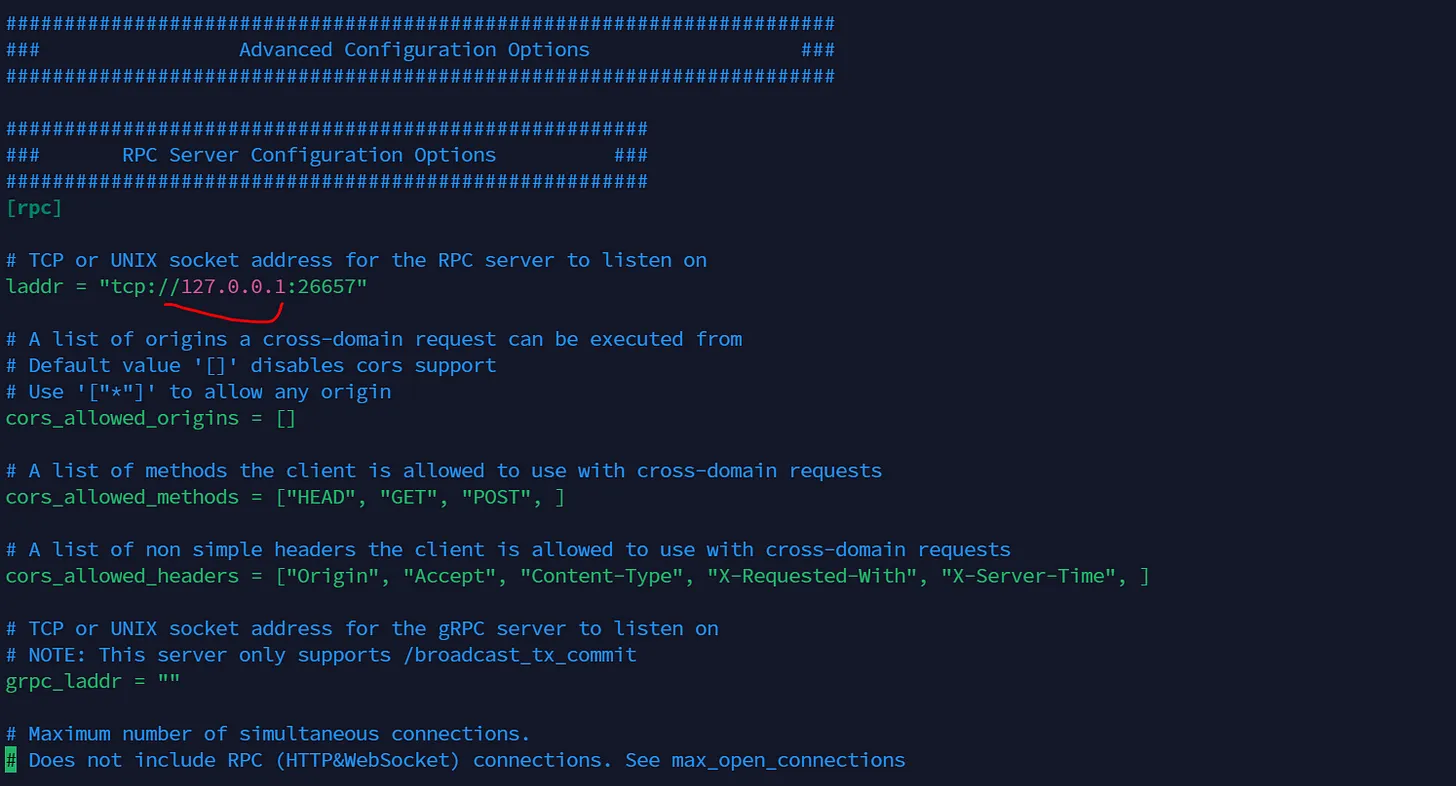 #######################################################################
###                 Advanced Configuration Options                  ###
#######################################################################
#######################################################
###       RPC Server Configuration Options          ###
#######################################################
[rpc]
# TCP or UNIX socket address for the RPC server to listen on
laddr = "tcp://127.0.0.1:26657"
# A list of origins a cross-domain request can be executed from
# Default value '[]' disables cors support
# Use '["*"]' to allow any origin
cors_allowed_origins = []
# A list of methods the client is allowed to use with cross-domain requests
cors_allowed_methods = ["HEAD", "GET", "POST", ]
# A list of non simple headers the client is allowed to use with cross-domain requests
cors_allowed_headers = ["Origin", "Accept", "Content-Type", "X-Requested-With", "X-Server-Time", ]
# TCP or UNIX socket address for the gRPC server to listen on
# NOTE: This server only supports /broadcast_tx_commit
grpc_laddr = ""
# Maximum number of simultaneous connections.
# Does not include RPC (HTTP&WebSocket) connections. See max_open_connections